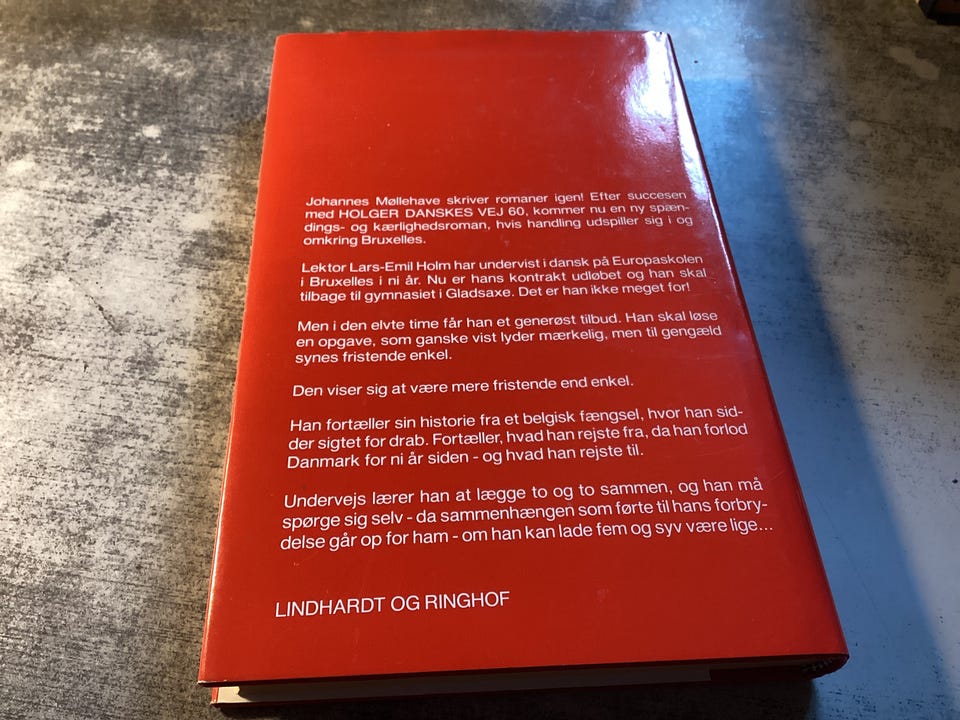 Johannes Møllehave skriver romaner igen! Efter succesen
med HOLGER DANSKES VEJ 60, kommer nu en ny spæn-
dings- og kærlighedsroman, hvis handling udspiller sig i og
omkring Bruxelles.
Lektor Lars-Emil Holm har undervist i dansk på Europaskolen
i Bruxelles i ni år. Nu er hans kontrakt udløbet og han skal
tilbage til gymnasiet i Gladsaxe. Det er han ikke meget for!
Men i den elvte time får han et generøst tilbud. Han skal løse
en opgave, som ganske vist lyder mærkelig, men til gengæld
synes fristende enkel.
Den viser sig at være mere fristende end enkel.
Han fortæller sin historie fra et belgisk fængsel, hvor han sid-
der sigtet for drab. Fortæller, hvad han rejste fra, da han forlod
Danmark for ni år siden - og hvad han rejste til.
Undervejs lærer han at lægge to og to sammen, og han må
spørge sig selv - da sammenhængen som førte til hans forbry-
delse går op for ham - om han kan lade fem og syv være lige...
LINDHARDT OG RINGHOF